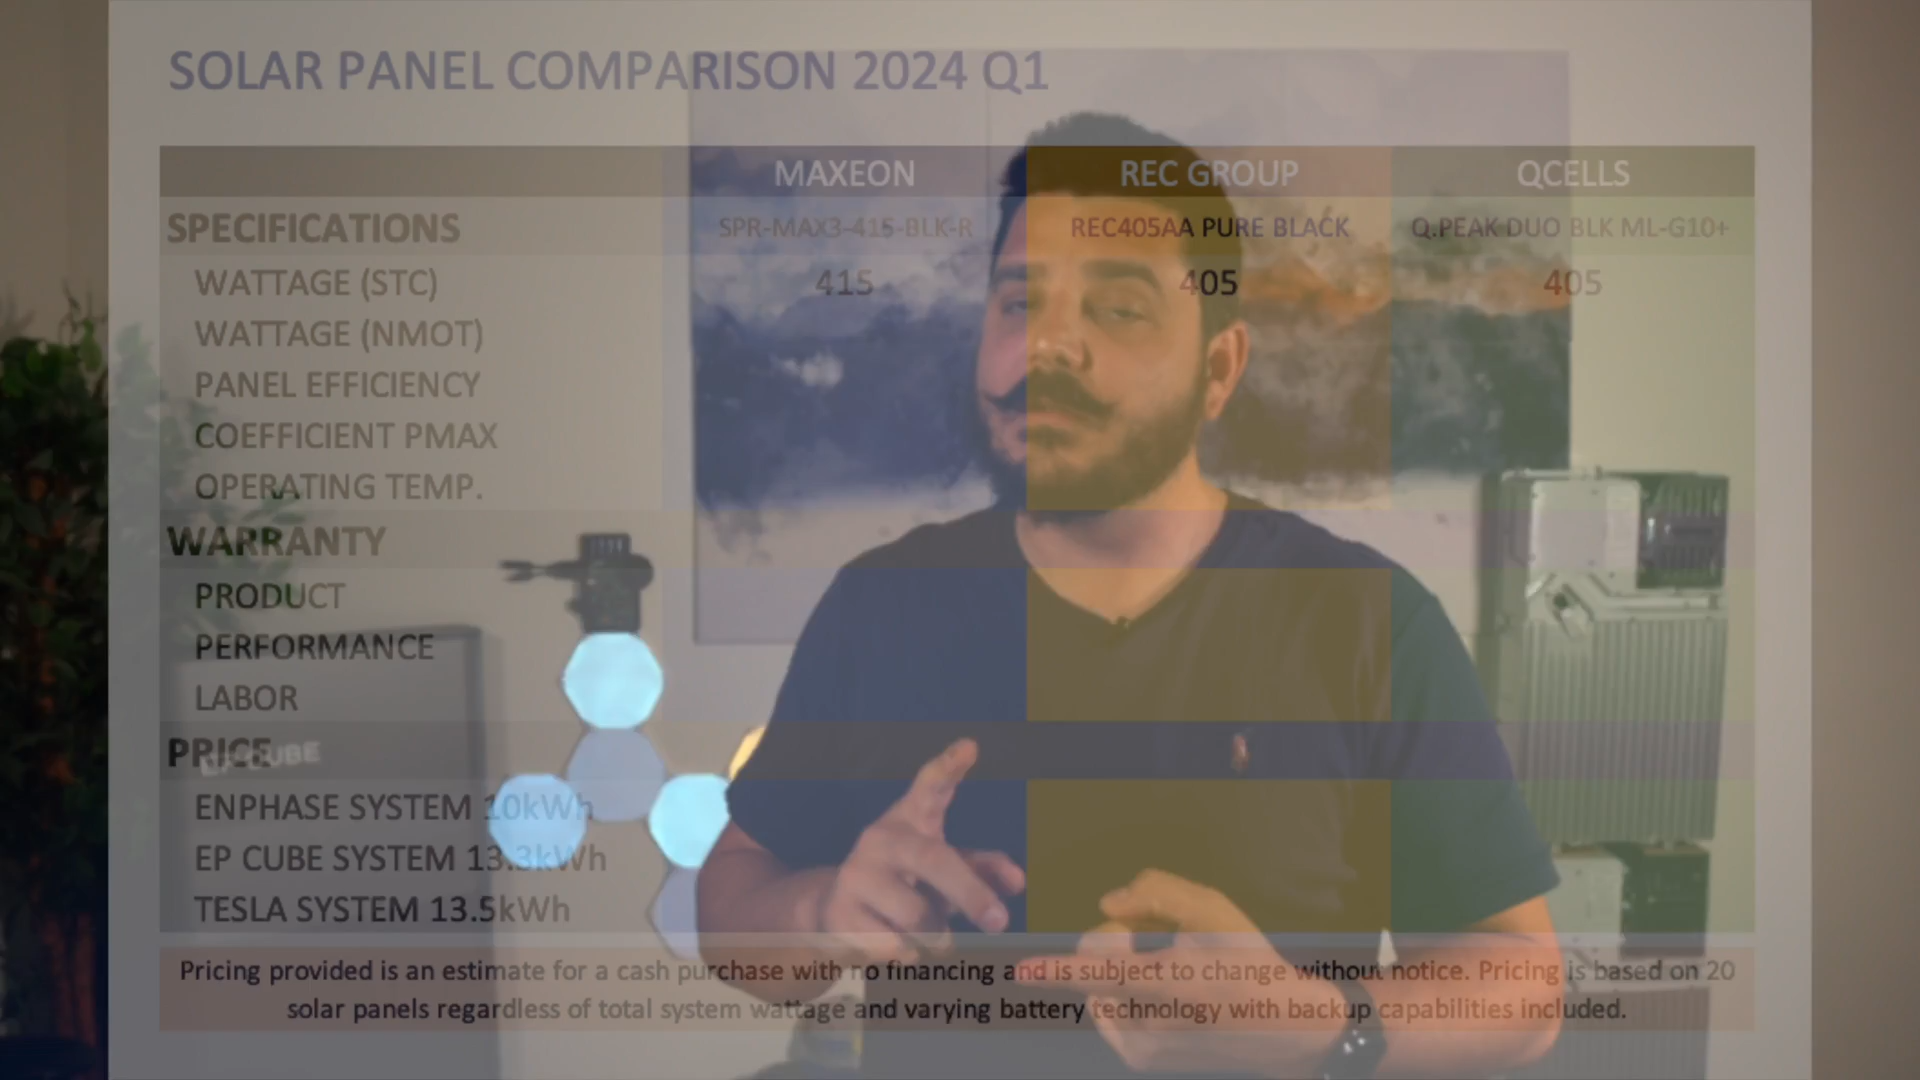 SOLAR PANEL COMPARISON 2024 Q1
MAXEON REC GROUP QCELLS
SPECIFICATIONS SPR-MAX3-415-BLK-R REC405AA PURE BLACK Q.PEAK DUO BLK ML-G10+
WATTAGE (STC) 415 405 405
WATTAGE (NMOT)
PANEL EFFICIENCY
COEFFICIENT PMAX
OPERATING TEMP.
WARRANTY
PRODUCT
PERFORMANCE
LABOR
PRICE
EP CUBE
ENPHASE SYSTEM 10kWh
EP CUBE SYSTEM 13.3kWh
TESLA SYSTEM 13.5kWh
Pricing provided is an estimate for a cash purchase with no financing and is subject to change without notice. Pricing is based on 20
solar panels regardless of total system wattage and varying battery technology with backup capabilities included.